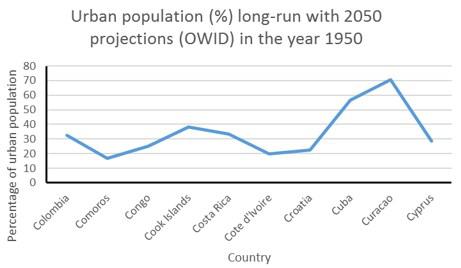 Urban population (%) long-run with 2050
projections (OWID) in the year 1950
Percentage of urban population
80
70
60
50
40
30
20
10
0
Colombia
Comoros
Congo
Cook Islands
Costa Rica
Cote d'Ivoire
Croatia
Cuba
Curacao
Cyprus
Country